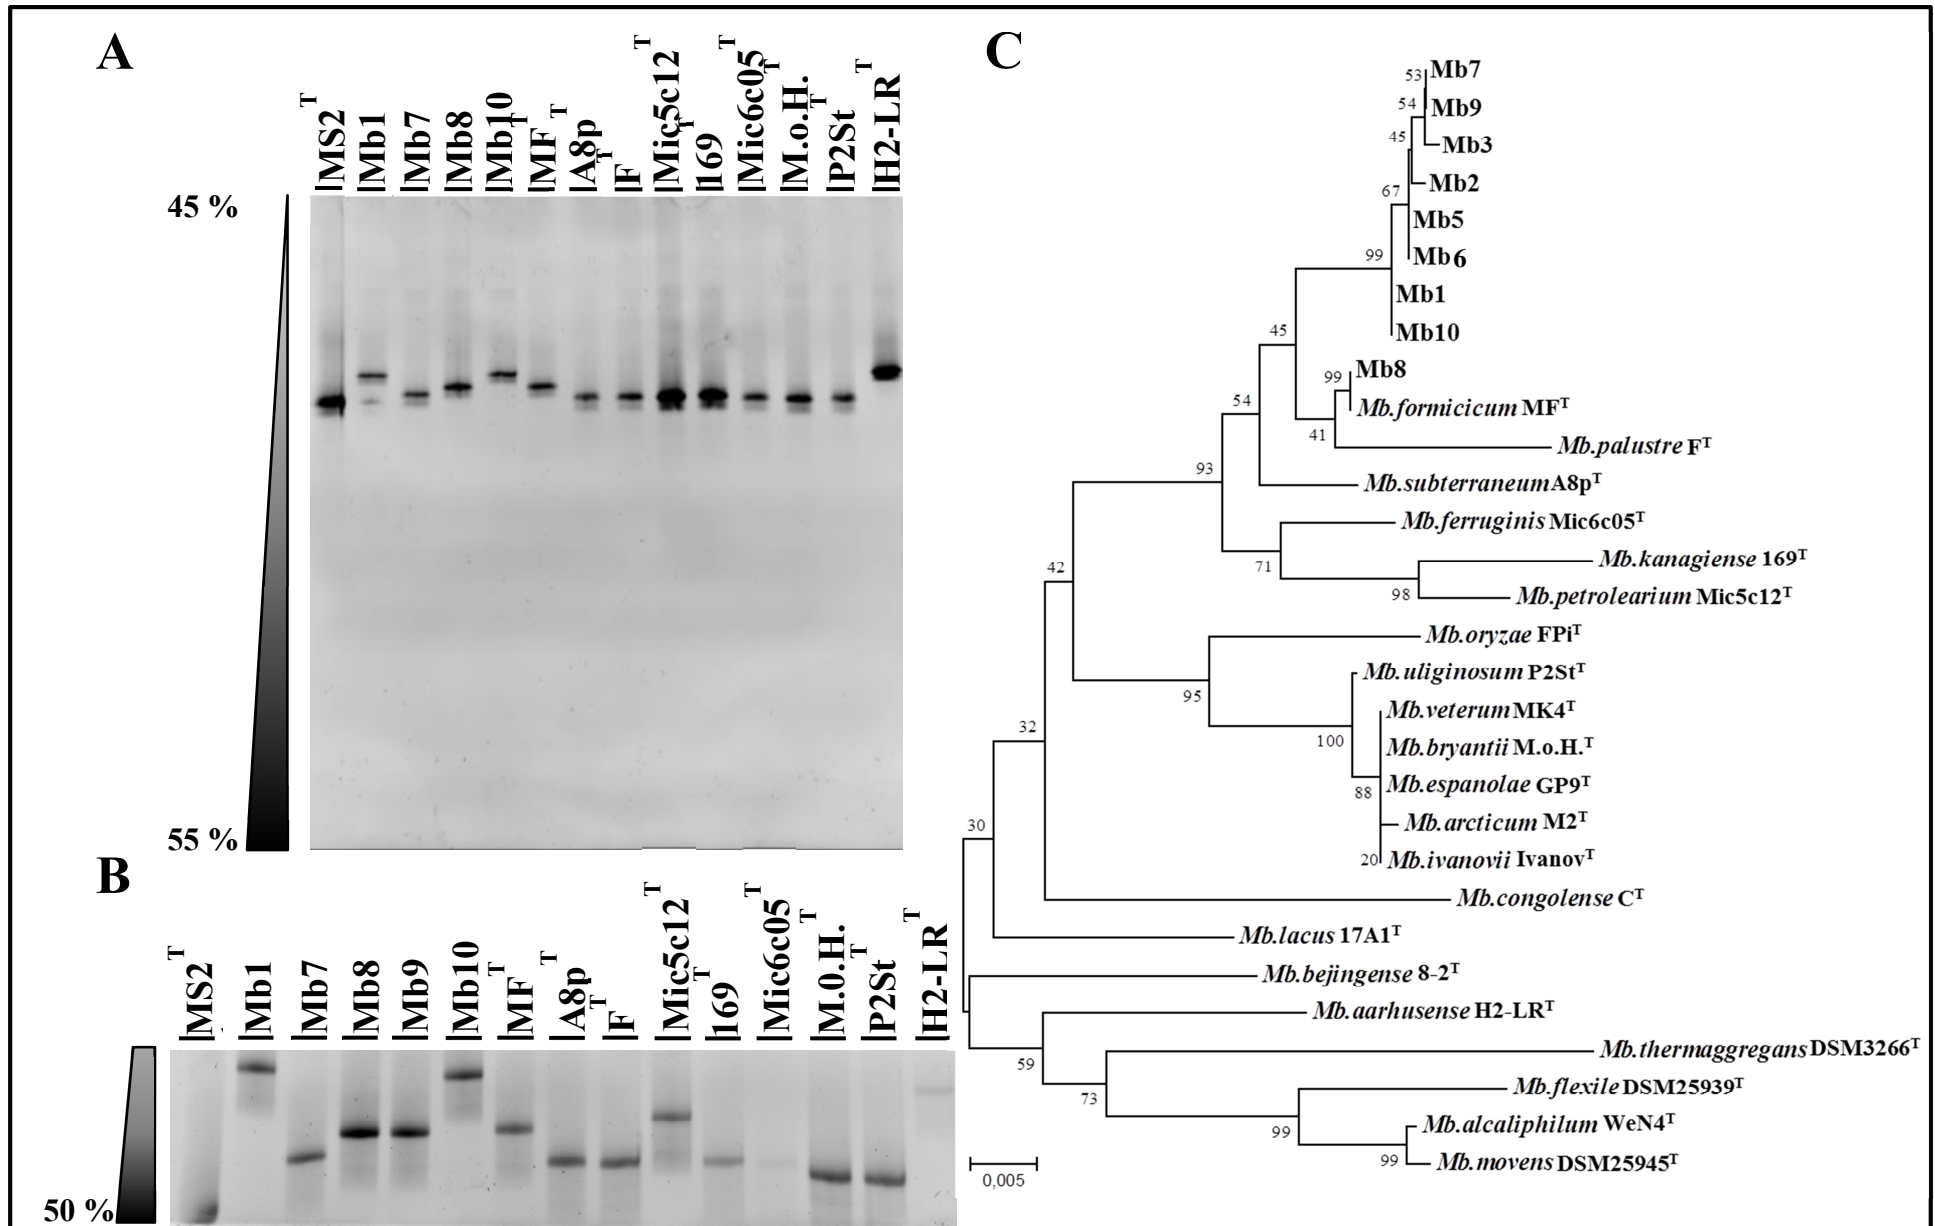 A
MS2T
Mb1
Mb7
Mb8
Mb10
MFT
A8pT
FT
Mic5c12T
169T
Mic6c05T
M.o.H.T
P2StT
H2-LRT
45 %
55 %
B
MS2T
Mb1
Mb7
Mb8
Mb9
Mb10
MFT
A8pT
FT
Mic5c12T
169T
Mic6c05T
M.0.H.T
P2StT
H2-LRT
50 %
C
53
Mb7
54
Mb9
45
Mb3
67
Mb2
Mb5
99
Mb6
Mb1
45
Mb10
99
Mb8
54
Mb.formicicum MFT
41
Mb.palustre FT
93
Mb.subterraneum A8pT
Mb.ferruginis Mic6c05T
42
71
Mb.kanagiense 169T
98
Mb.petrolearium Mic5c12T
Mb.oryzae FPiT
95
Mb.uliginosum P2StT
32
100
Mb.veterum MK4T
Mb.bryantii M.o.H.T
88
Mb.espanolae GP9T
30
Mb.arcticum M2T
20
Mb.ivanovii IvanovT
Mb.congolense CT
Mb.lacus 17A1T
Mb.bejingense 8-2T
Mb.aarhusense H2-LRT
59
Mb.thermaggregans DSM3266T
73
Mb.flexile DSM25939T
99
Mb.alcaliphilum WeN4T
99
Mb.movens DSM25945T
0,005